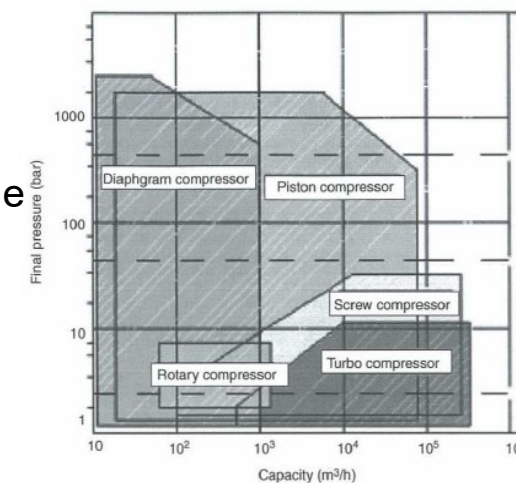 e
Final pressure (bar)
1000
100
10
1
Diaphgram compressor
Piston compressor
Screw compressor
Rotary compressor
Turbo compressor
10
10²
10³
10⁴
10⁵
10
Capacity (m³/h)